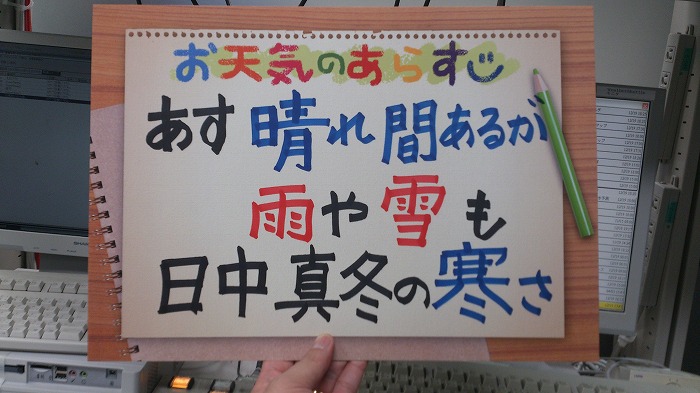 お天気のあらすじ
あす 晴れ間あるが
雨や雪も
日中真冬の寒さ